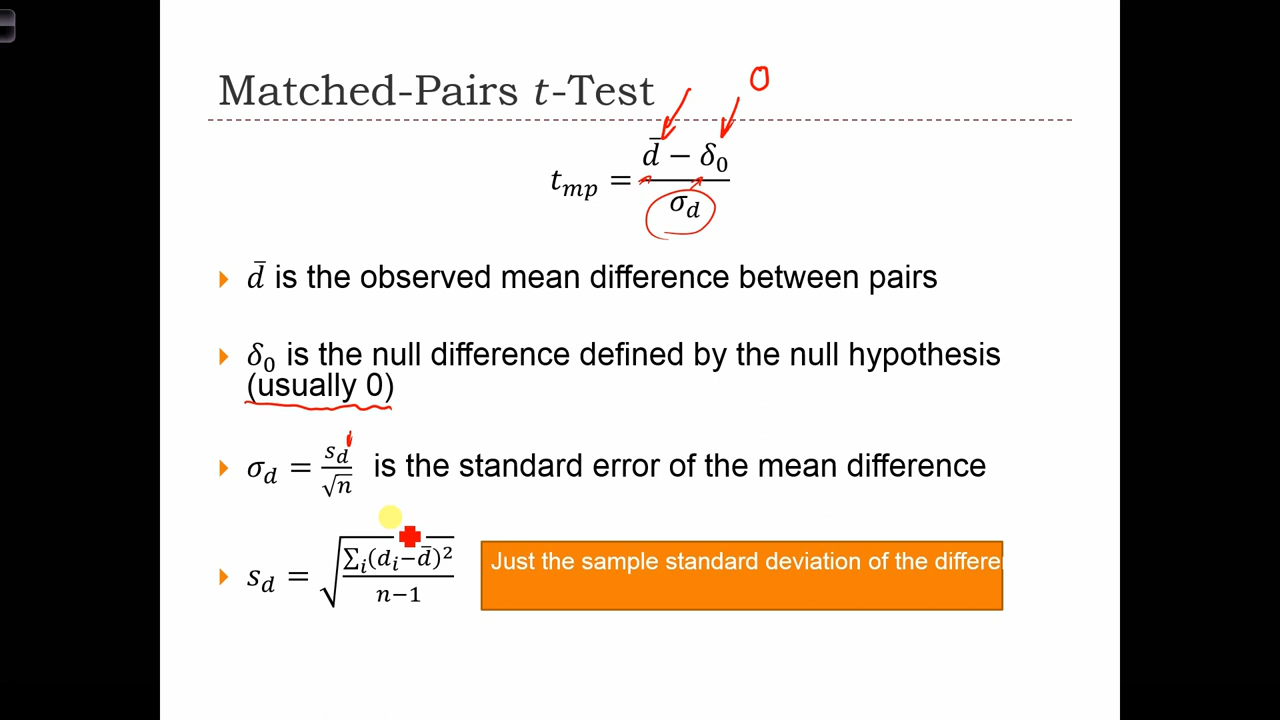 Matched-Pairs t-Test
0
t_mp = (d̄ − δ₀) / σ_d
d̄ is the observed mean difference between pairs
δ₀ is the null difference defined by the null hypothesis
(usually 0)
σ_d = s_d / √n is the standard error of the mean difference
s_d = √(∑ᵢ(dᵢ−d̄)² / (n−1))
Just the sample standard deviation of the differe